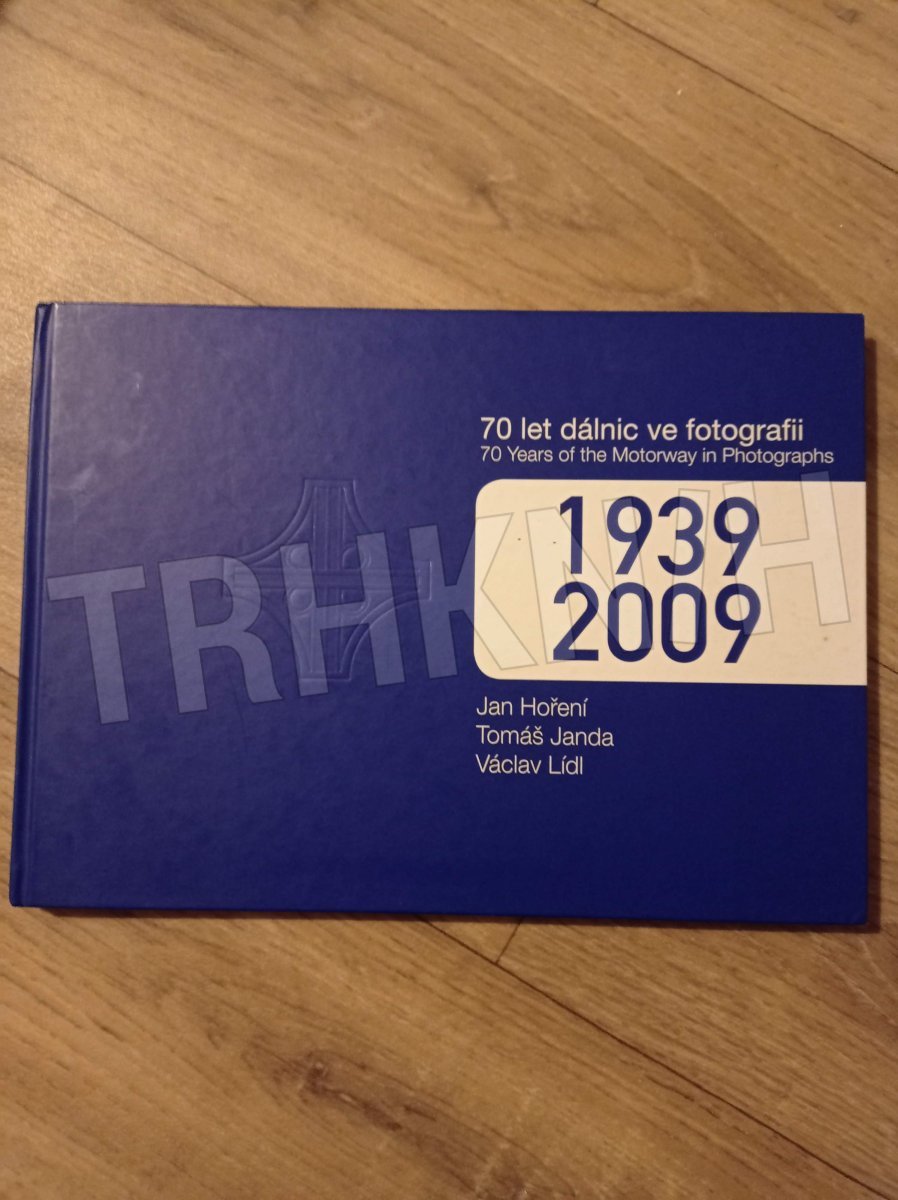 70 let dálnic ve fotografii
70 Years of the Motorway in Photographs
1939
2009
TRHKNIH
Jan Hoření
Tomáš Janda
Václav Lídl